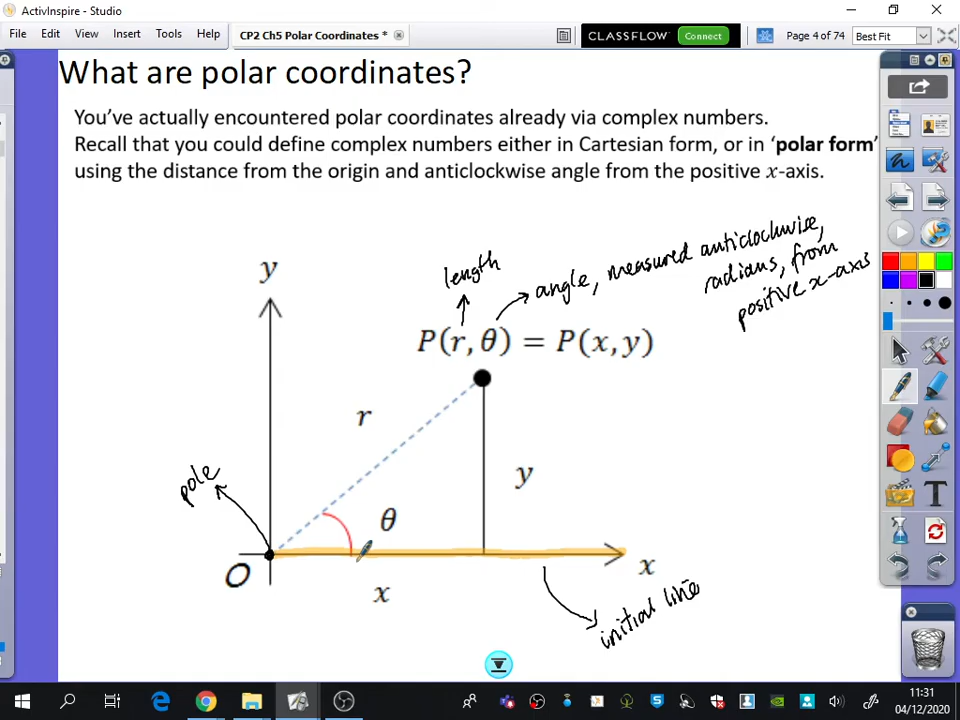 ActivInspire - Studio
File Edit View Insert Tools Help
CP2 Ch5 Polar Coordinates *
CLASSFLOW Connect
Page 4 of 74
Best Fit
What are polar coordinates?
You've actually encountered polar coordinates already via complex numbers.
Recall that you could define complex numbers either in Cartesian form, or in 'polar form'
using the distance from the origin and anticlockwise angle from the positive x-axis.
length
angle, measured anticlockwise,
radians, from
positive x-axis
y
P(r, θ) = P(x, y)
r
pole
y
θ
O
x
x
initial line
T
11:31
04/12/2020